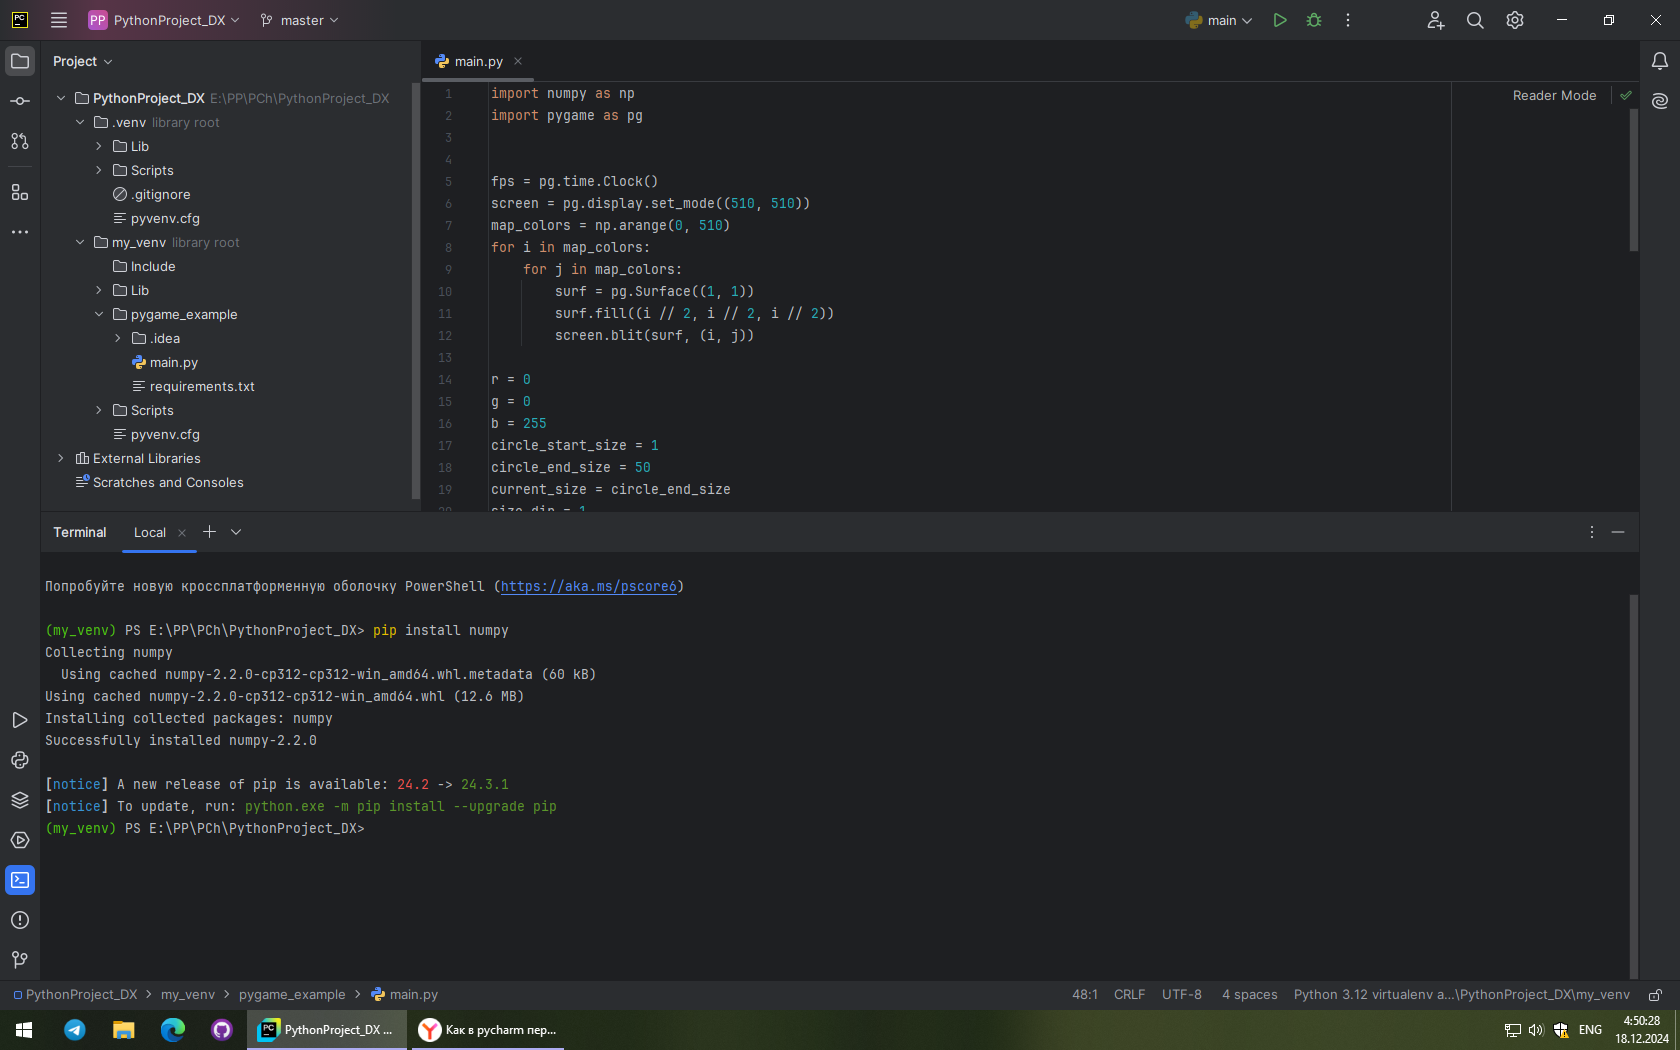 PC
PP PythonProject_DX
master
main
Project
PythonProject_DX E:\PP\PCh\PythonProject_DX
.venv library root
Lib
Scripts
.gitignore
pyvenv.cfg
my_venv library root
Include
Lib
pygame_example
.idea
main.py
requirements.txt
Scripts
pyvenv.cfg
External Libraries
Scratches and Consoles
main.py
Reader Mode
1 import numpy as np
2 import pygame as pg
3
4
5 fps = pg.time.Clock()
6 screen = pg.display.set_mode((510, 510))
7 map_colors = np.arange(0, 510)
8 for i in map_colors:
9 for j in map_colors:
10 surf = pg.Surface((1, 1))
11 surf.fill((i // 2, i // 2, i // 2))
12 screen.blit(surf, (i, j))
13
14 r = 0
15 g = 0
16 b = 255
17 circle_start_size = 1
18 circle_end_size = 50
19 current_size = circle_end_size
20 size_dir = 1
Terminal
Local
Попробуйте новую кроссплатформенную оболочку PowerShell (https://aka.ms/pscore6)
(my_venv) PS E:\PP\PCh\PythonProject_DX> pip install numpy
Collecting numpy
Using cached numpy-2.2.0-cp312-cp312-win_amd64.whl.metadata (60 kB)
Using cached numpy-2.2.0-cp312-cp312-win_amd64.whl (12.6 MB)
Installing collected packages: numpy
Successfully installed numpy-2.2.0
[notice] A new release of pip is available: 24.2 -> 24.3.1
[notice] To update, run: python.exe -m pip install --upgrade pip
(my_venv) PS E:\PP\PCh\PythonProject_DX>
PythonProject_DX > my_venv > pygame_example > main.py
48:1 CRLF UTF-8 4 spaces Python 3.12 virtualenv a...\PythonProject_DX\my_venv
PC PythonProject_DX ...
Как в pycharm пер...
ENG
4:50:28
18.12.2024